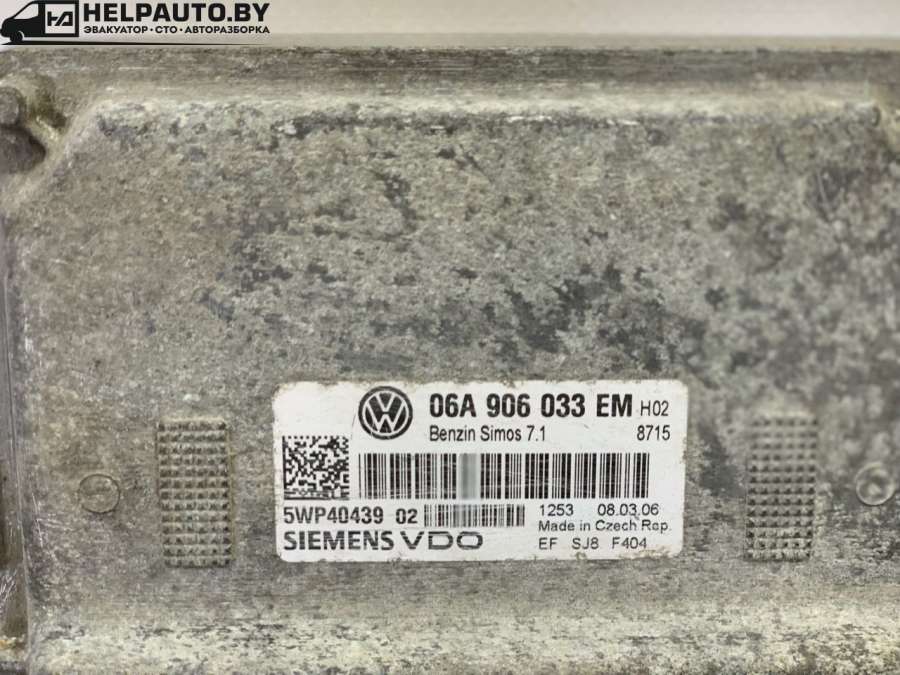 HELPAUTO.BY
ЭВАКУАТОР • СТО • АВТОРАЗБОРКА
06A 906 033 EM H02
Benzin Simos 7.1 8715
5WP40439 02 1253 08.03.06
Made in Czech Rep.
SIEMENS VDO EF SJ8 F404